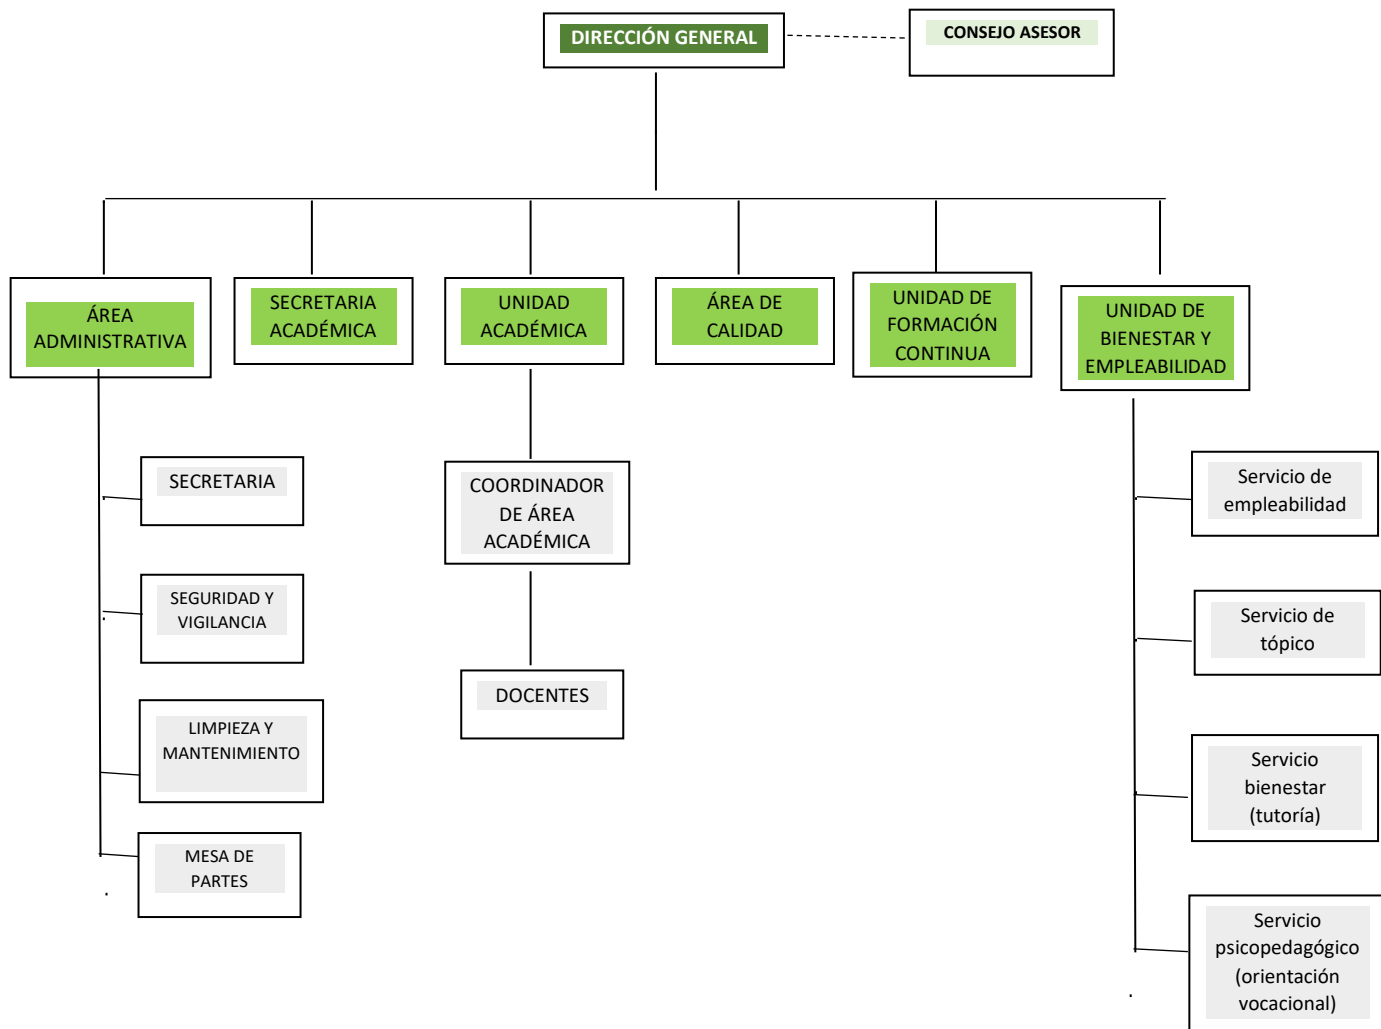 DIRECCIÓN GENERAL
CONSEJO ASESOR
ÁREA
ADMINISTRATIVA
SECRETARIA
ACADÉMICA
UNIDAD
ACADÉMICA
ÁREA DE
CALIDAD
UNIDAD DE
FORMACIÓN
CONTINUA
UNIDAD DE
BIENESTAR Y
EMPLEABILIDAD
SECRETARIA
SEGURIDAD Y
VIGILANCIA
LIMPIEZA Y
MANTENIMIENTO
MESA DE
PARTES
COORDINADOR
DE ÁREA
ACADÉMICA
DOCENTES
Servicio de
empleabilidad
Servicio de
tópico
Servicio
bienestar
(tutoría)
Servicio
psicopedagógico
(orientación
vocacional)